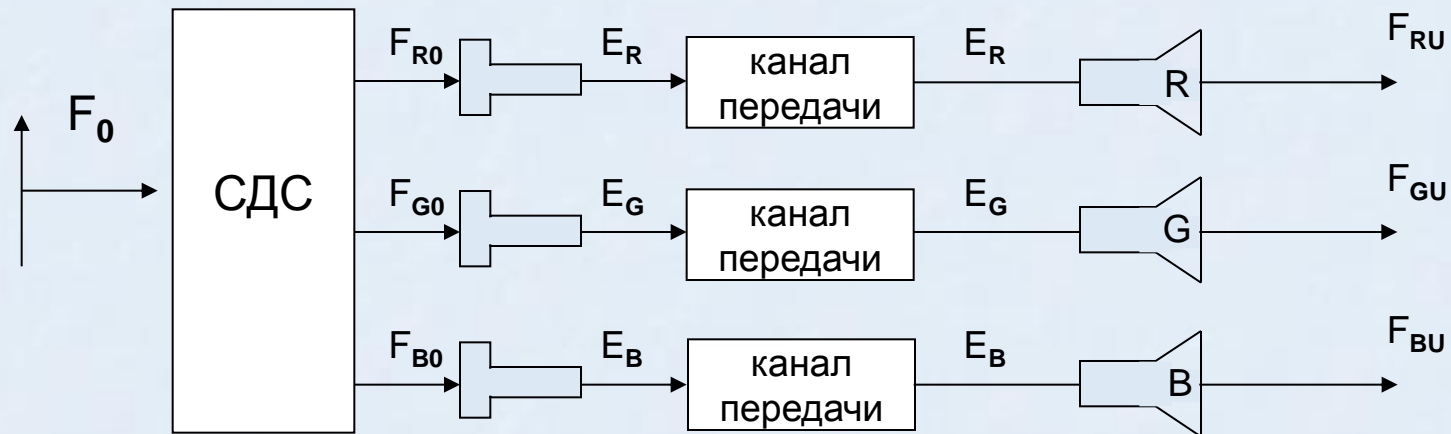 F₀
СДС
F_R0 E_R канал передачи E_R R F_RU
F_G0 E_G канал передачи E_G G F_GU
F_B0 E_B канал передачи E_B B F_BU